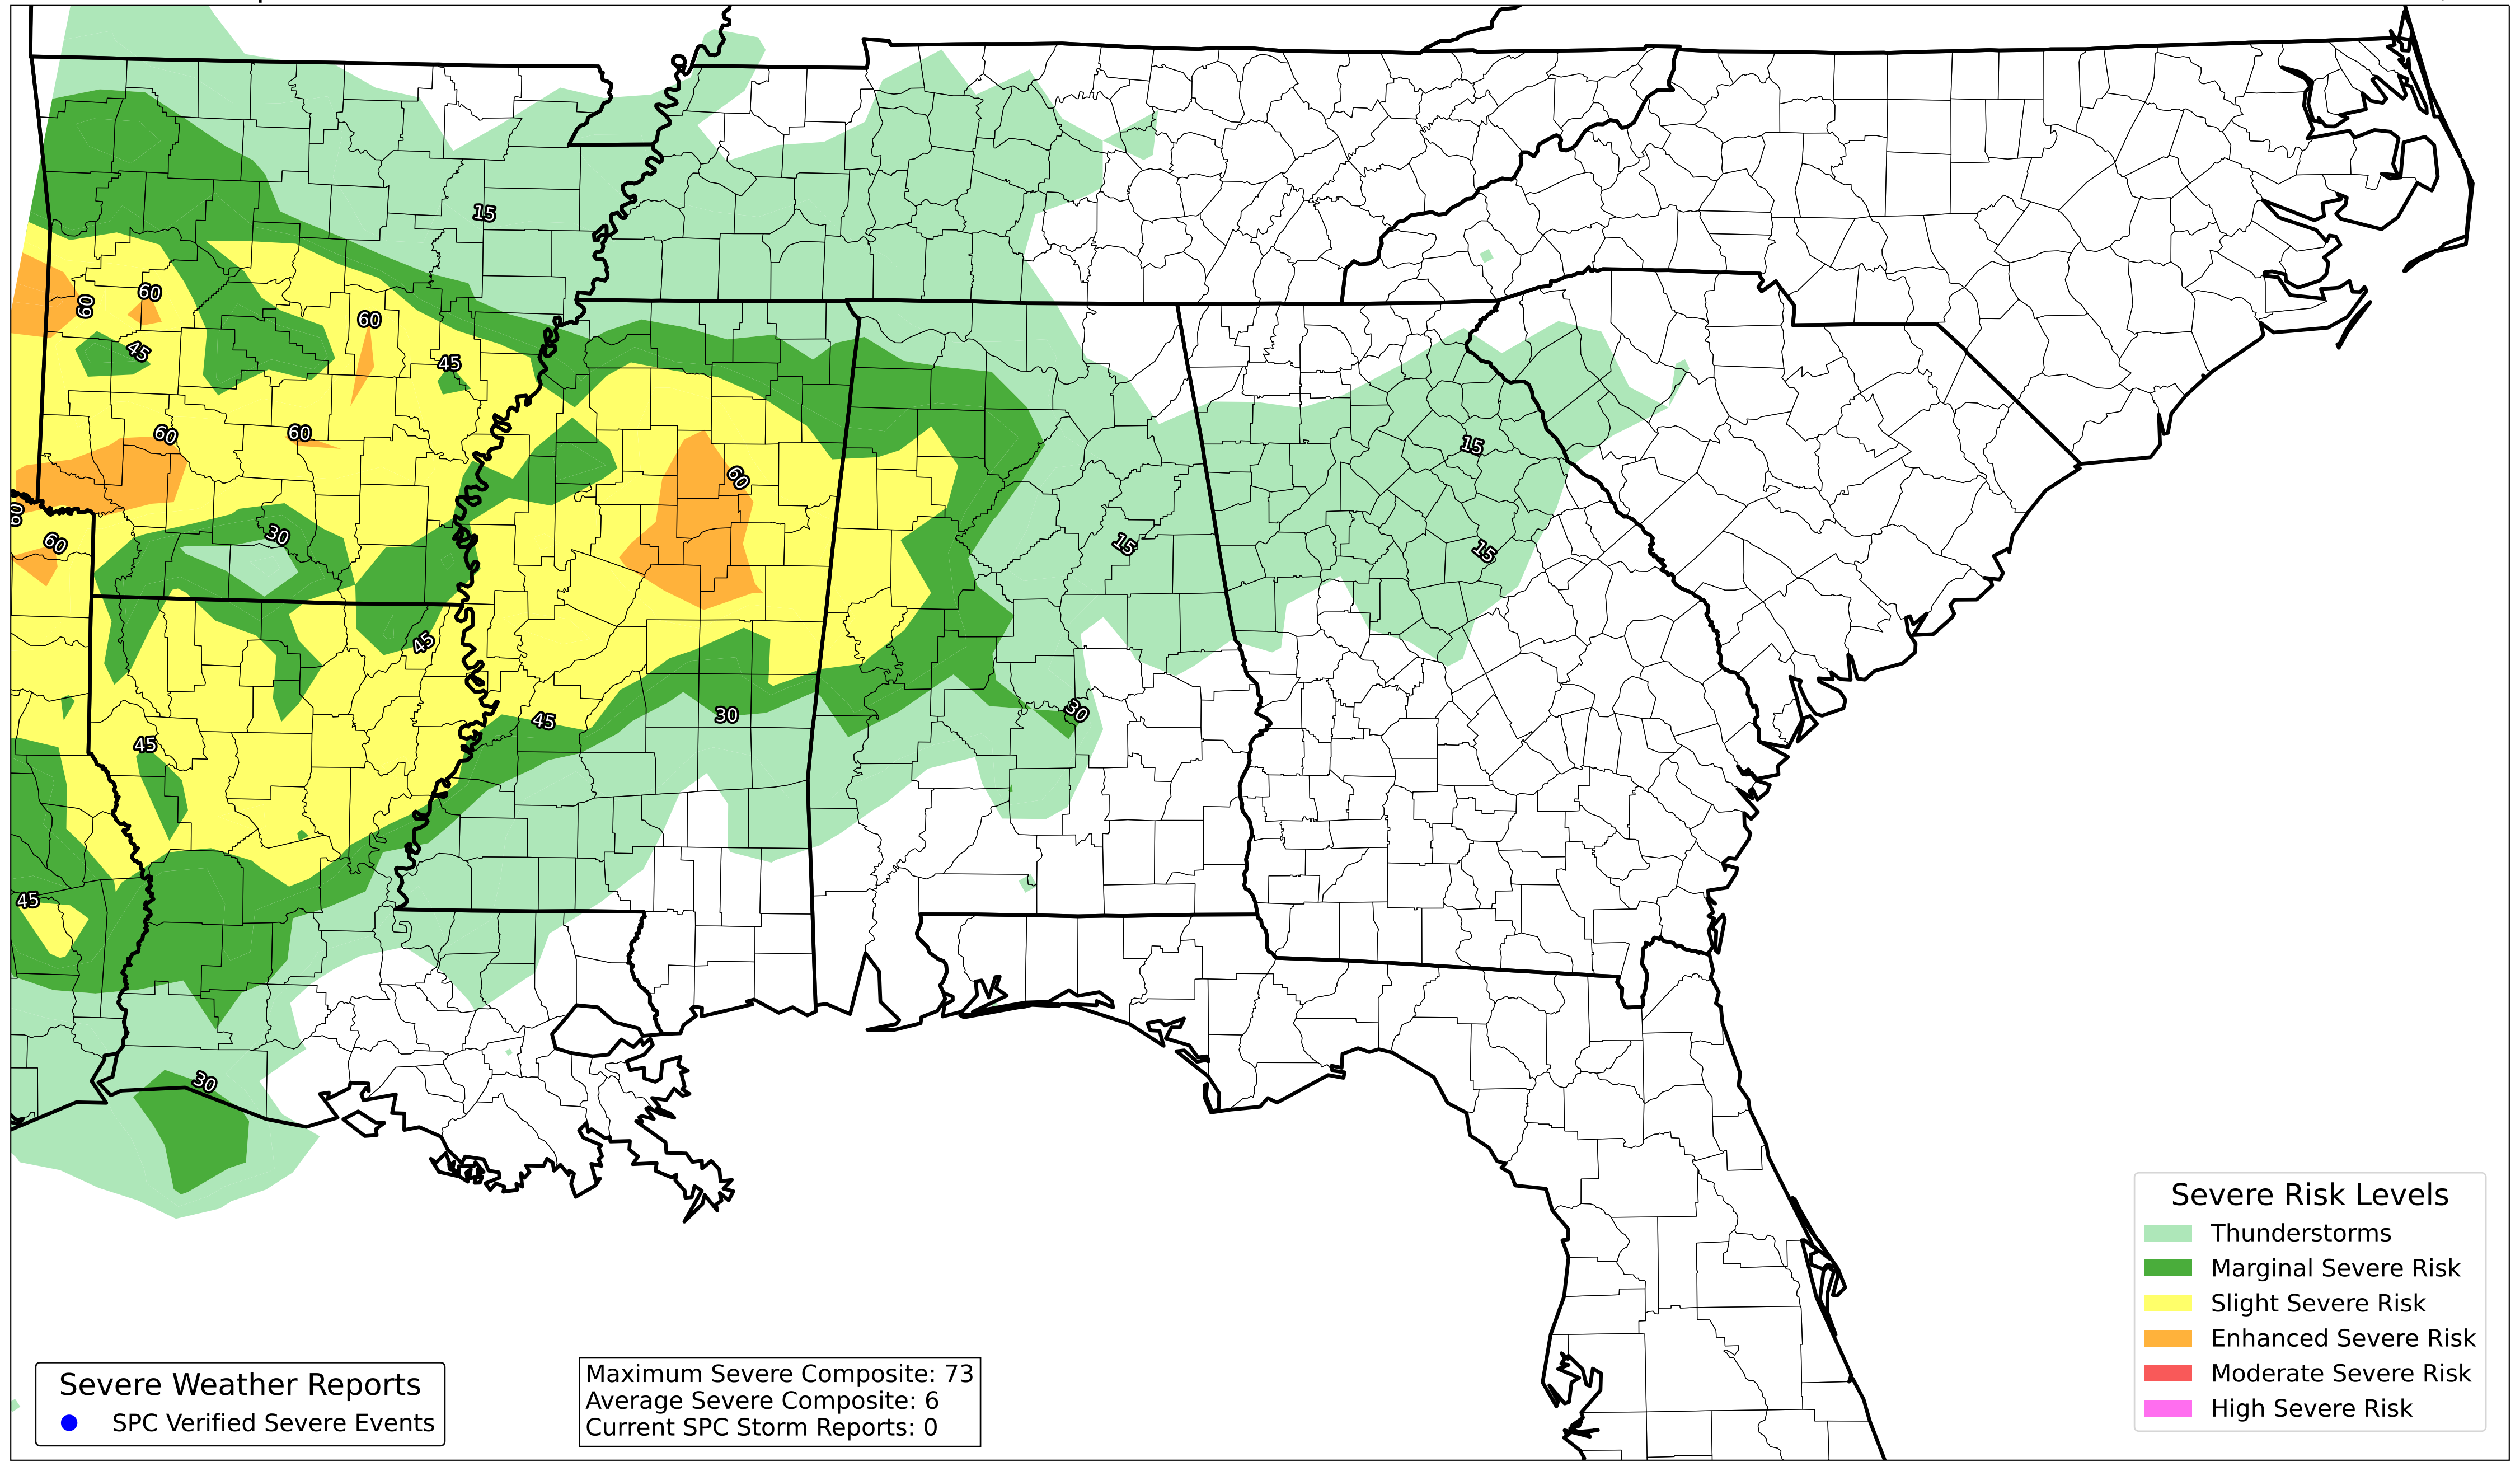 15
60
60
60
45
45
60
60
60
15
60
60
30
15
15
45
30
45
30
45
45
30
Severe Risk Levels
Thunderstorms
Marginal Severe Risk
Slight Severe Risk
Enhanced Severe Risk
Moderate Severe Risk
High Severe Risk
Severe Weather Reports
SPC Verified Severe Events
Maximum Severe Composite: 73
Average Severe Composite: 6
Current SPC Storm Reports: 0